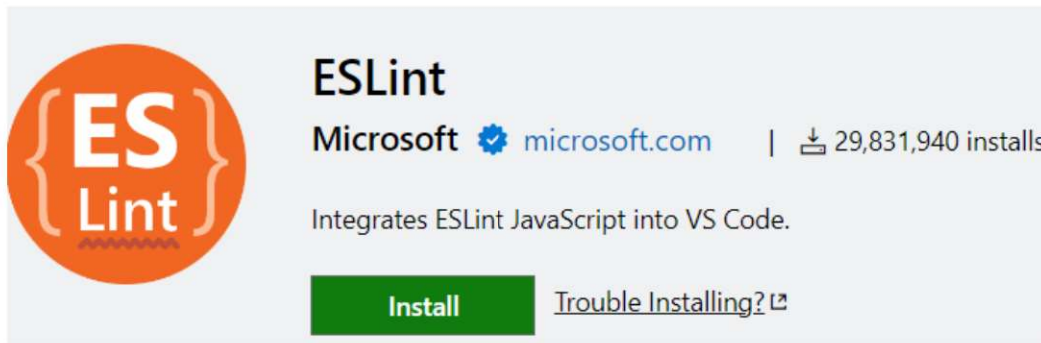 {ES}
Lint
ESLint
Microsoft microsoft.com | 29,831,940 installs
Integrates ESLint JavaScript into VS Code.
Install Trouble Installing?